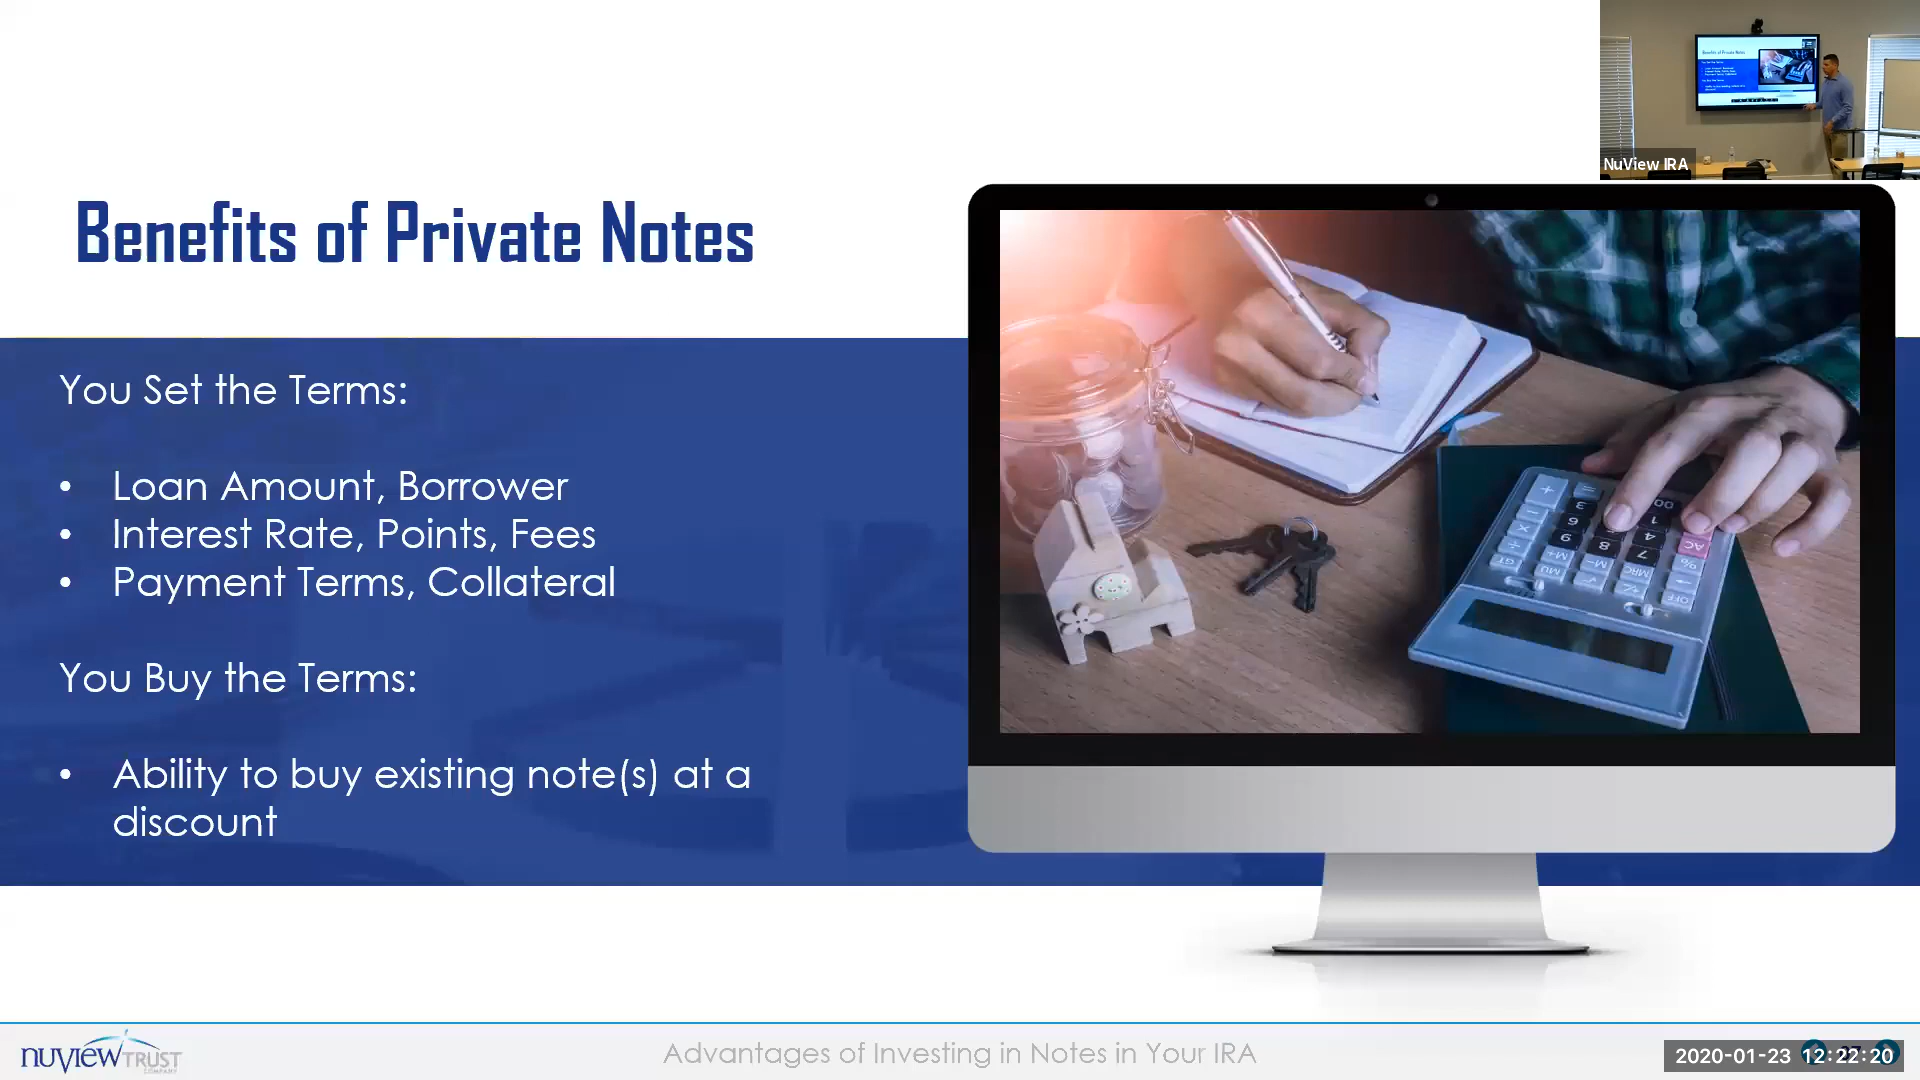 NuView IRA
Benefits of Private Notes
You Set the Terms:
• Loan Amount, Borrower
• Interest Rate, Points, Fees
• Payment Terms, Collateral
You Buy the Terms:
• Ability to buy existing note(s) at a
discount
nuview TRUST
COMPANY
Advantages of Investing in Notes in Your IRA
2020-01-23 12:22:20